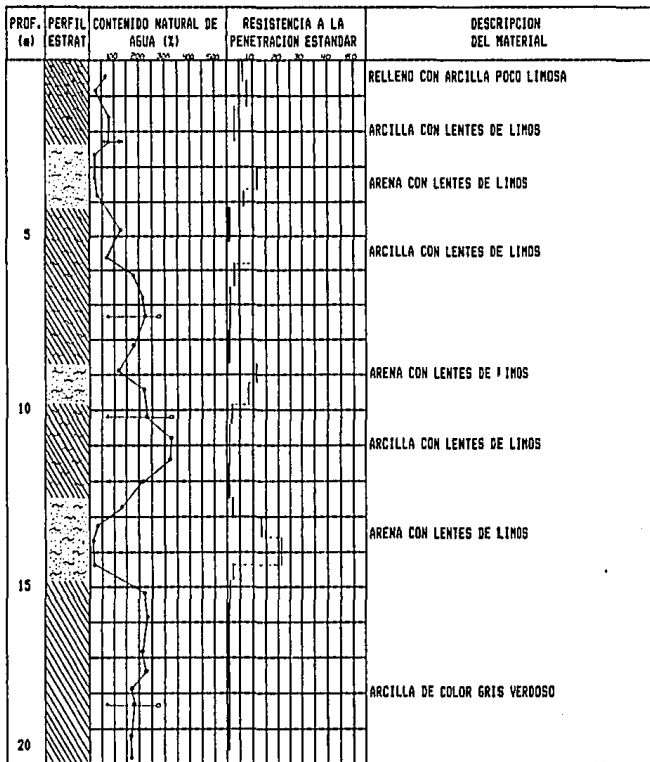 PROF. (m)
PERFIL ESTRAT
CONTENIDO NATURAL DE AGUA (%)
RESISTENCIA A LA PENETRACION ESTANDAR
DESCRIPCION DEL MATERIAL
100 200 300 400 500
10 20 30 40 50
RELLENO CON ARCILLA POCO LIMOSA
ARCILLA CON LENTES DE LIMOS
ARENA CON LENTES DE LIMOS
5
ARCILLA CON LENTES DE LIMOS
ARENA CON LENTES DE LIMOS
10
ARCILLA CON LENTES DE LIMOS
ARENA CON LENTES DE LIMOS
15
ARCILLA DE COLOR GRIS VERDOSO
20